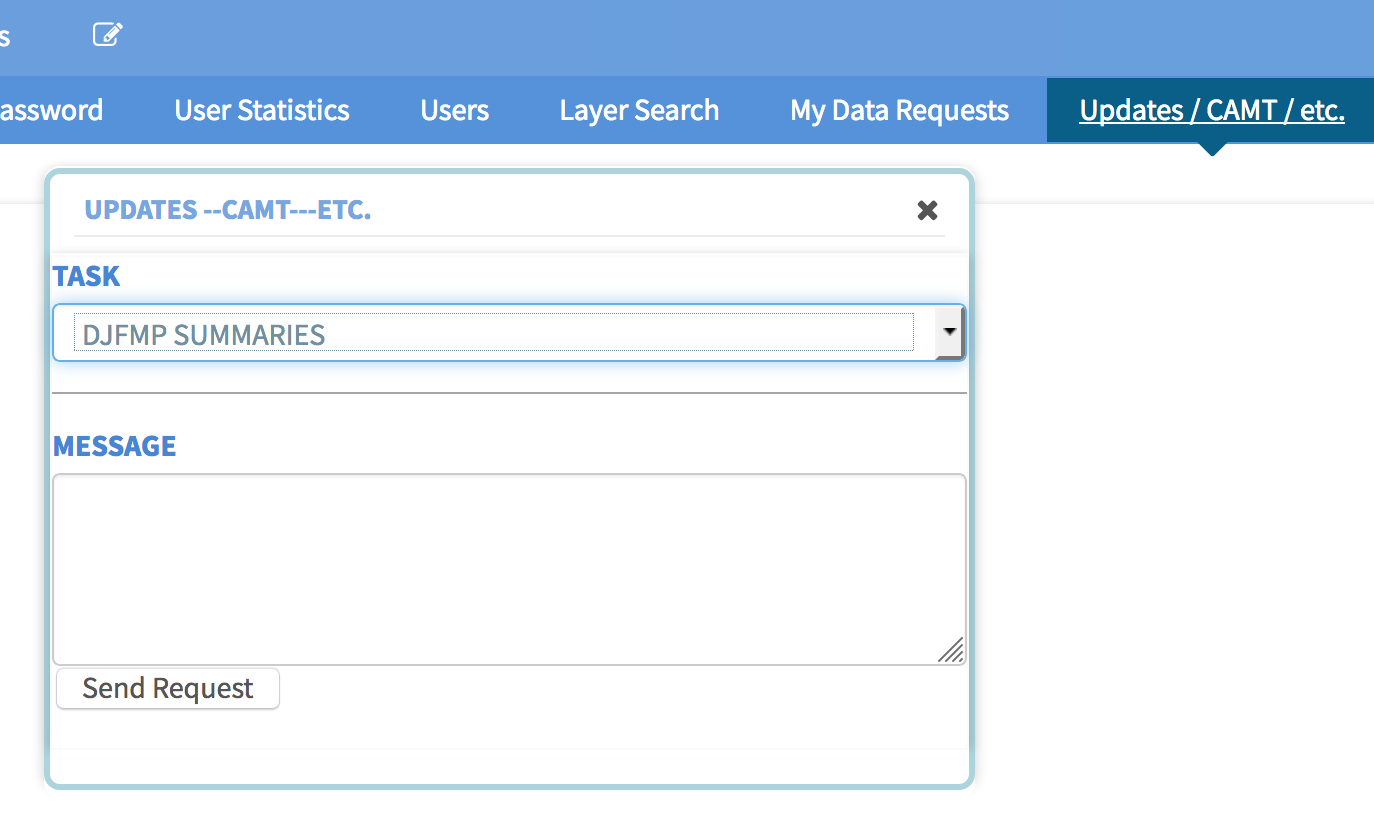 s
assword User Statistics Users Layer Search My Data Requests Updates / CAMT / etc.
UPDATES --CAMT---ETC.
TASK
DJFMP SUMMARIES
MESSAGE
Send Request